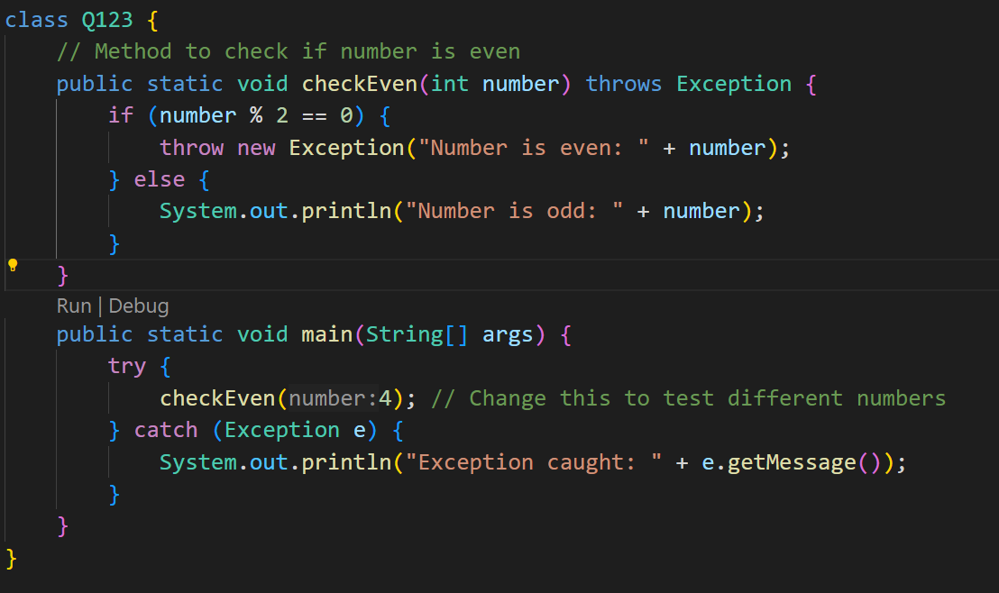 class Q123 {
// Method to check if number is even
public static void checkEven(int number) throws Exception {
if (number % 2 == 0) {
throw new Exception("Number is even: " + number);
} else {
System.out.println("Number is odd: " + number);
}
}
Run | Debug
public static void main(String[] args) {
try {
checkEven(number:4); // Change this to test different numbers
} catch (Exception e) {
System.out.println("Exception caught: " + e.getMessage());
}
}
}